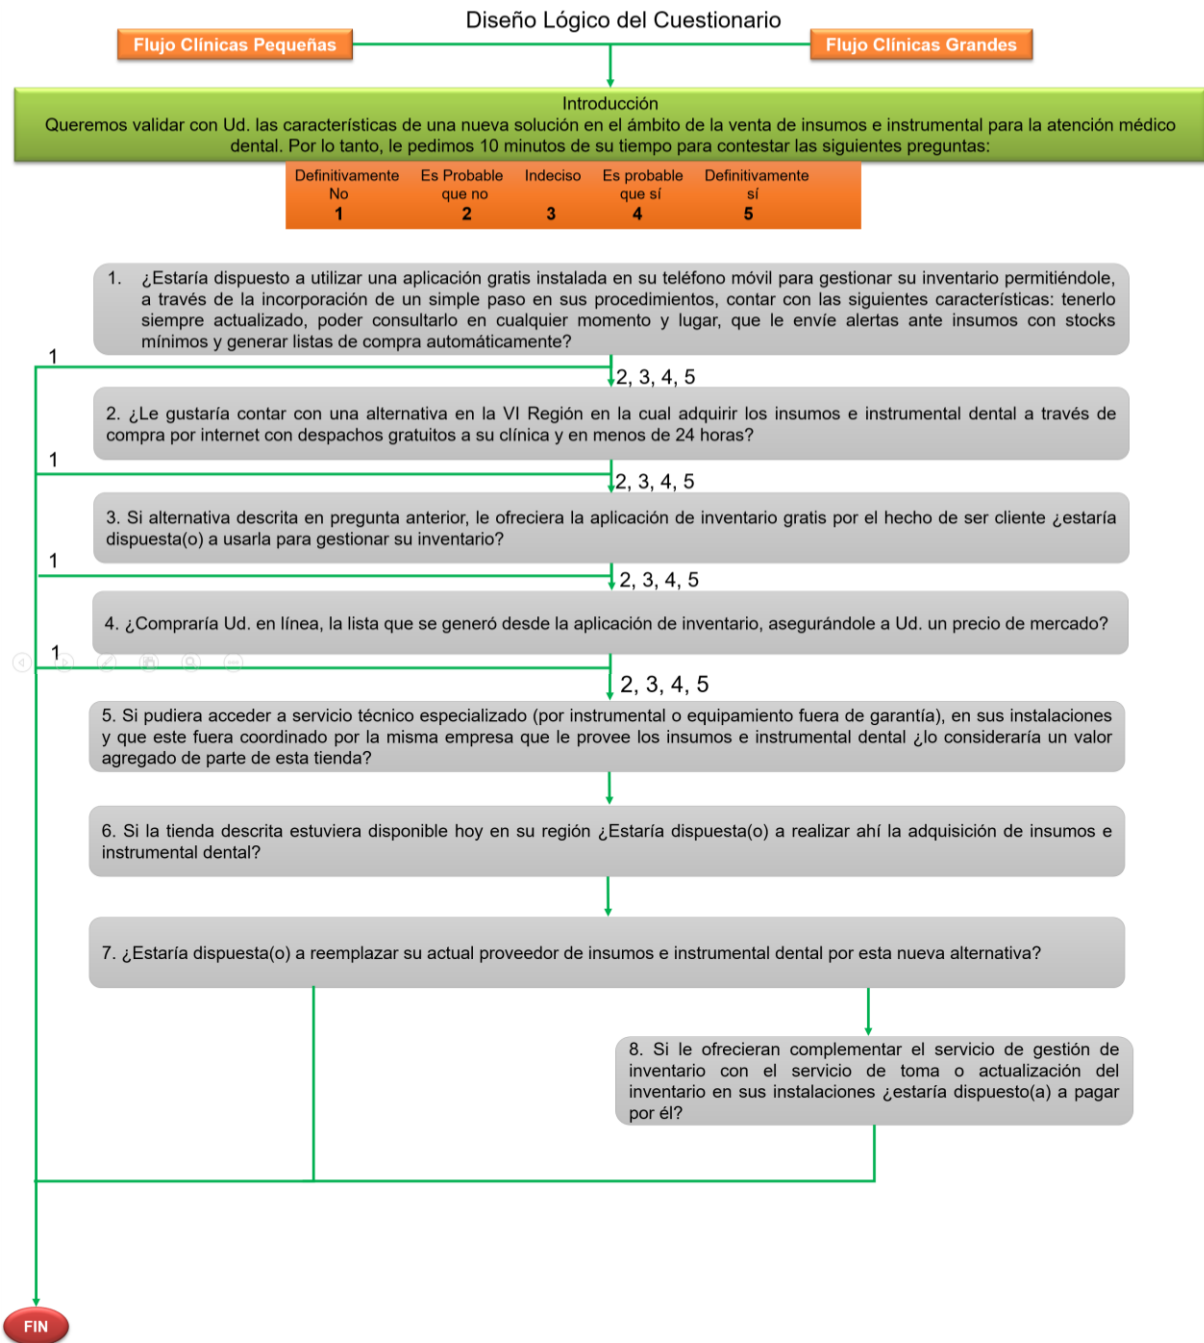 Diseño Lógico del Cuestionario
Flujo Clínicas Pequeñas
Flujo Clínicas Grandes
Introducción
Queremos validar con Ud. las características de una nueva solución en el ámbito de la venta de insumos e instrumental para la atención médico
dental. Por lo tanto, le pedimos 10 minutos de su tiempo para contestar las siguientes preguntas:
Definitivamente Es Probable Indeciso Es probable Definitivamente
No que no que sí sí
1 2 3 4 5
1. ¿Estaría dispuesto a utilizar una aplicación gratis instalada en su teléfono móvil para gestionar su inventario permitiéndole,
a través de la incorporación de un simple paso en sus procedimientos, contar con las siguientes características: tenerlo
siempre actualizado, poder consultarlo en cualquier momento y lugar, que le envíe alertas ante insumos con stocks
mínimos y generar listas de compra automáticamente?
1
2, 3, 4, 5
2. ¿Le gustaría contar con una alternativa en la VI Región en la cual adquirir los insumos e instrumental dental a través de
compra por internet con despachos gratuitos a su clínica y en menos de 24 horas?
1
2, 3, 4, 5
3. Si alternativa descrita en pregunta anterior, le ofreciera la aplicación de inventario gratis por el hecho de ser cliente ¿estaría
dispuesta(o) a usarla para gestionar su inventario?
1
2, 3, 4, 5
4. ¿Compraría Ud. en línea, la lista que se generó desde la aplicación de inventario, asegurándole a Ud. un precio de mercado?
1
2, 3, 4, 5
5. Si pudiera acceder a servicio técnico especializado (por instrumental o equipamiento fuera de garantía), en sus instalaciones
y que este fuera coordinado por la misma empresa que le provee los insumos e instrumental dental ¿lo consideraría un valor
agregado de parte de esta tienda?
6. Si la tienda descrita estuviera disponible hoy en su región ¿Estaría dispuesta(o) a realizar ahí la adquisición de insumos e
instrumental dental?
7. ¿Estaría dispuesta(o) a reemplazar su actual proveedor de insumos e instrumental dental por esta nueva alternativa?
8. Si le ofrecieran complementar el servicio de gestión de
inventario con el servicio de toma o actualización del
inventario en sus instalaciones ¿estaría dispuesto(a) a pagar
por él?
FIN